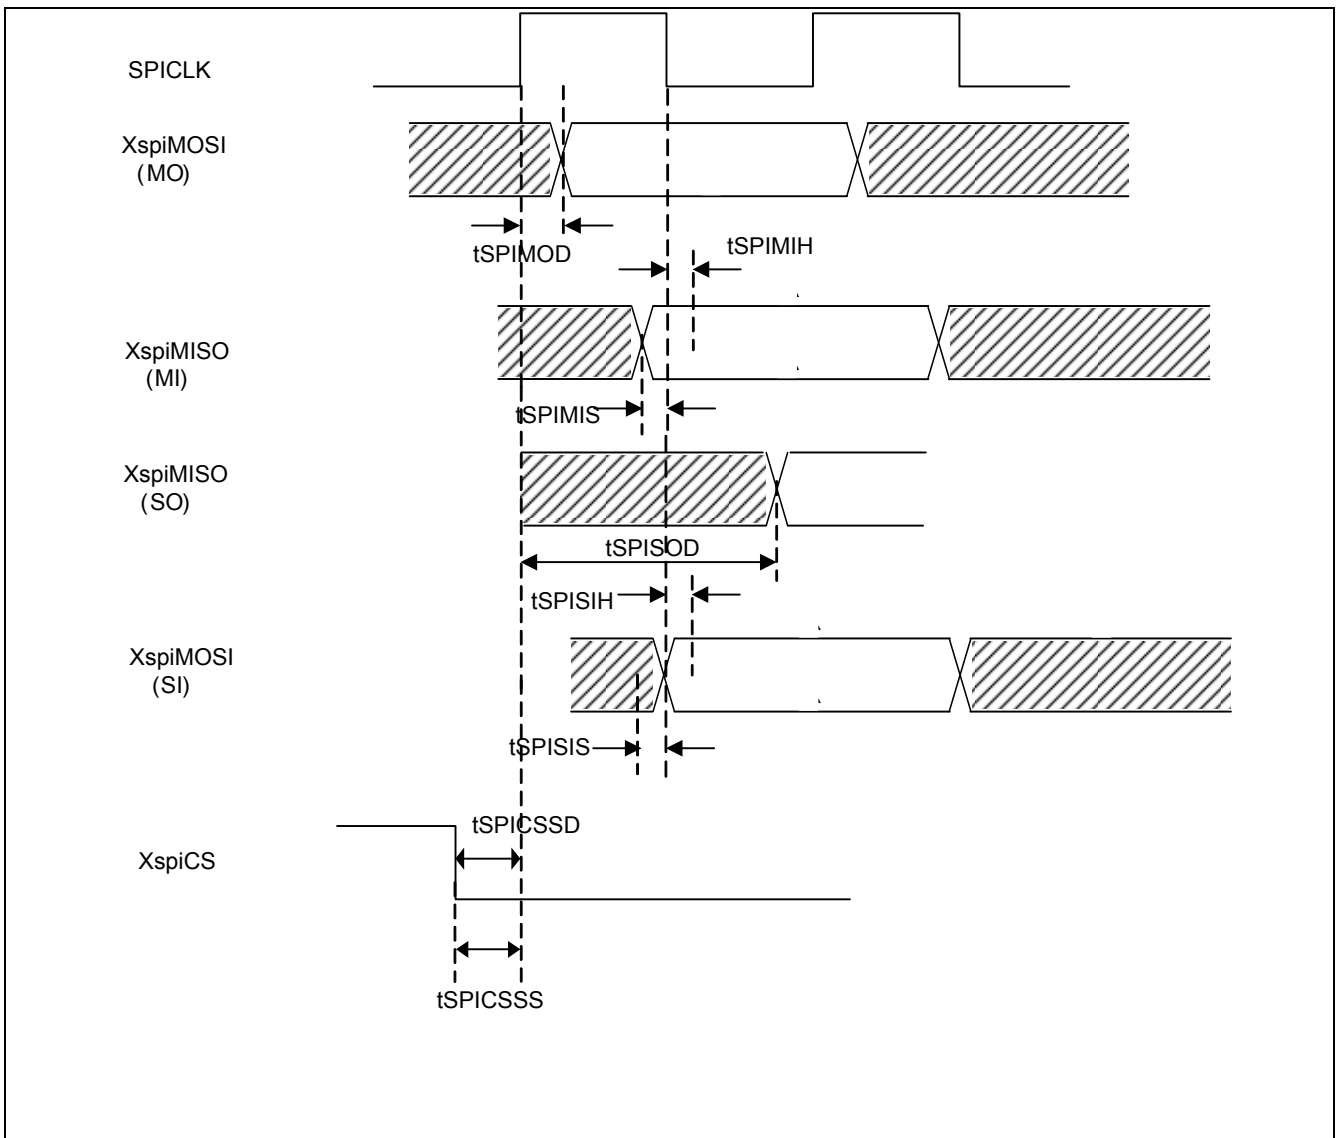 SPICLK
XspiMOSI
(MO)
tSPIMOD
tSPIMIH
XspiMISO
(MI)
tSPIMIS
XspiMISO
(SO)
tSPISOD
tSPISIH
XspiMOSI
(SI)
tSPISIS
tSPICSSD
XspiCS
tSPICSSS